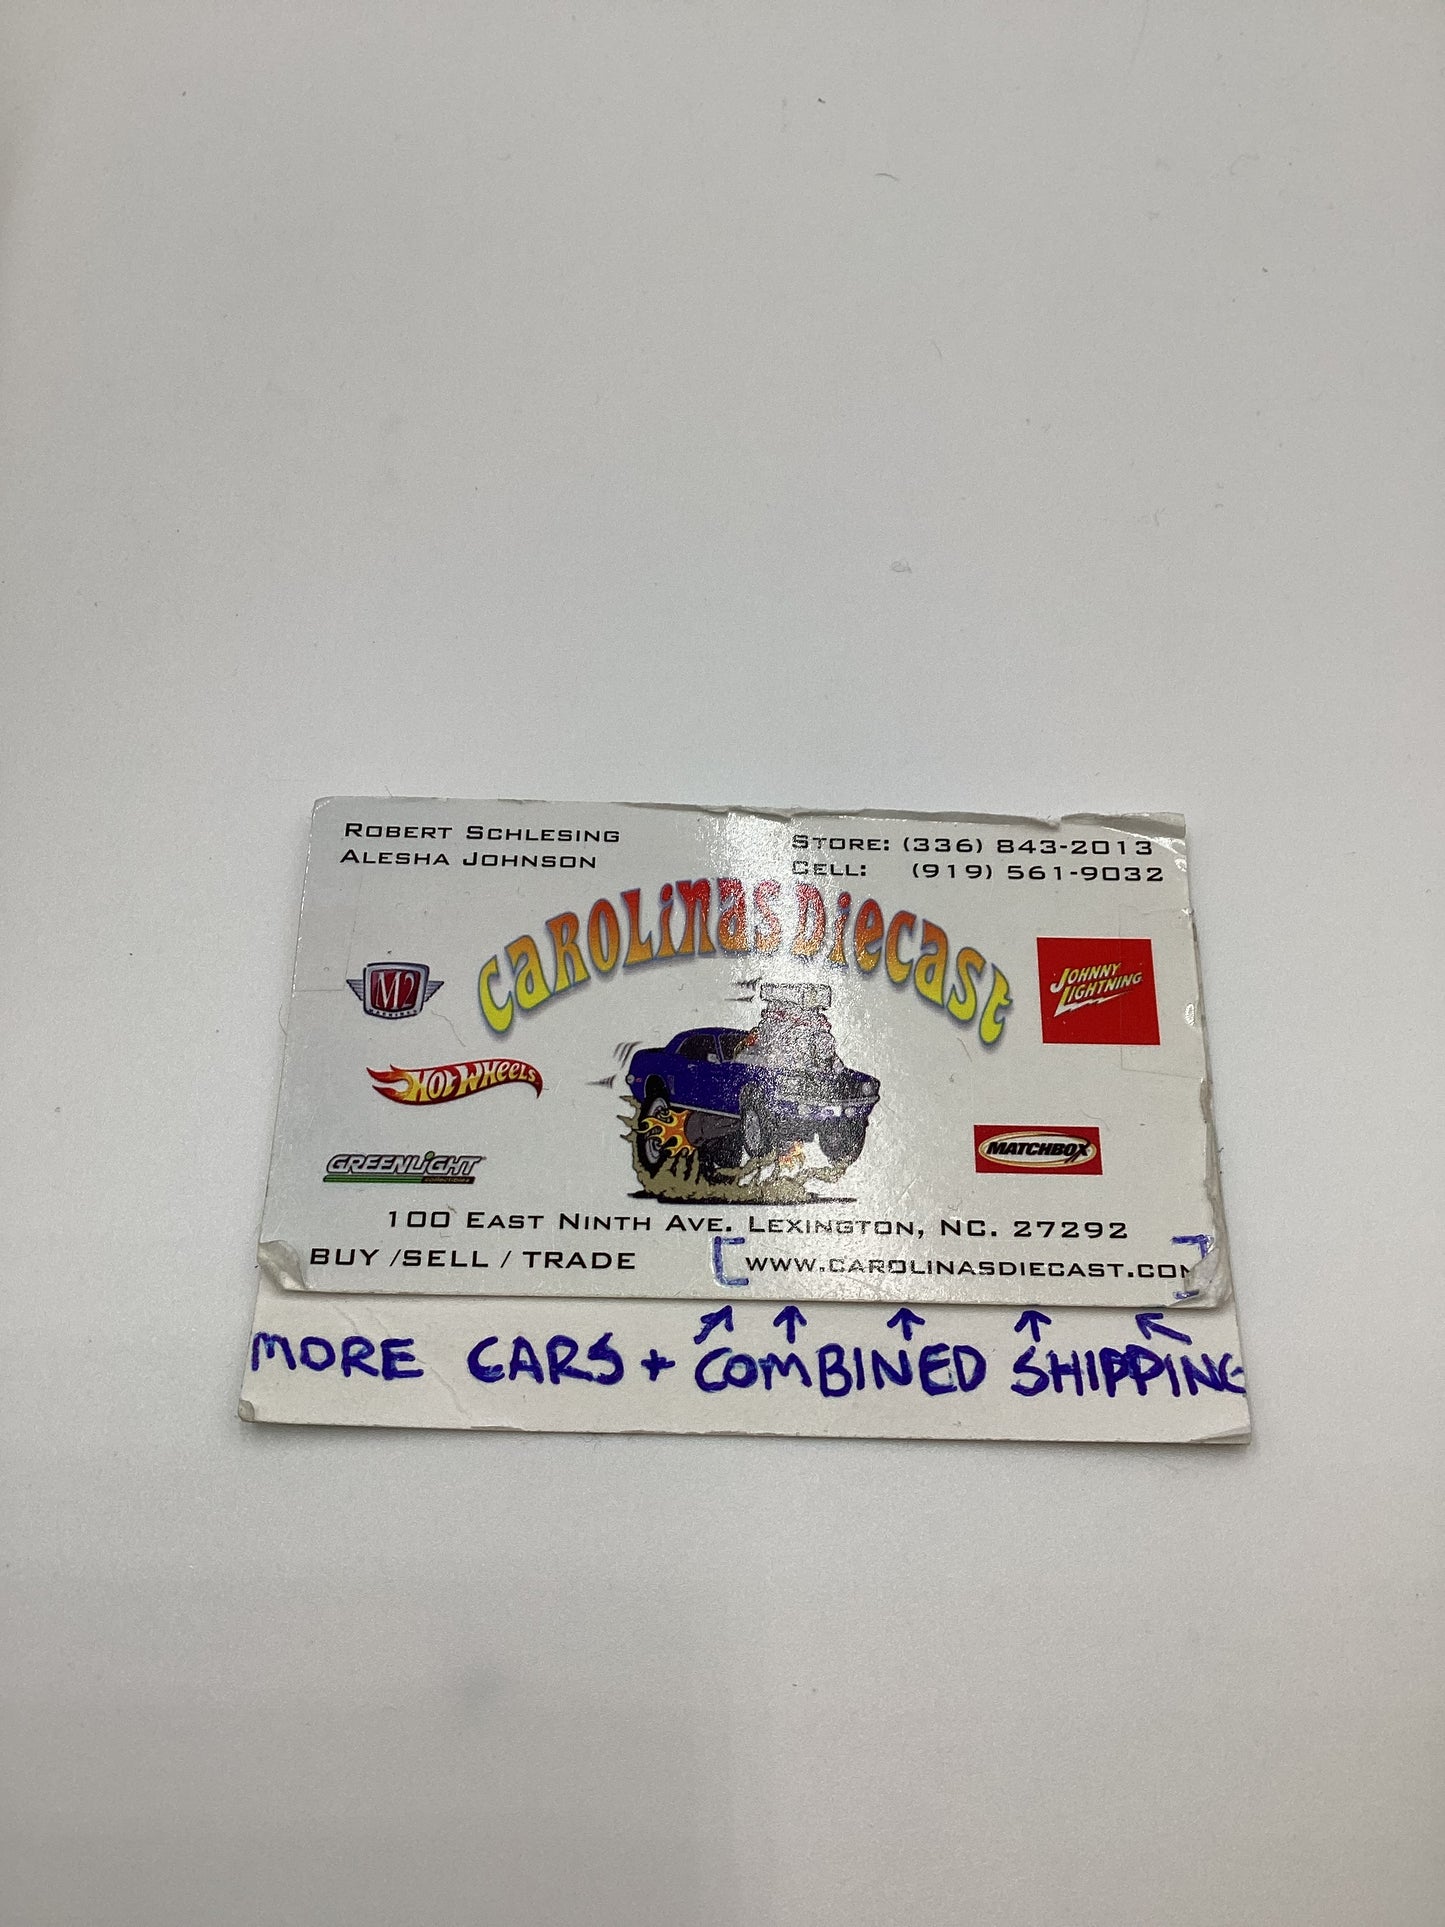 ROBERT SCHLESING
ALESHA JOHNSON
STORE: (336) 843-2013
CELL: (919) 561-9032
CAROLINAS DIECAST
M2
MACHINES
JOHNNY
LIGHTNING
HOT WHEELS
GREENLIGHT
collectibles
MATCHBOX
100 EAST NINTH AVE. LEXINGTON, NC. 27292
BUY /SELL / TRADE
[WWW.CAROLINASDIECAST.COM]
MORE CARS + COMBINED SHIPPING